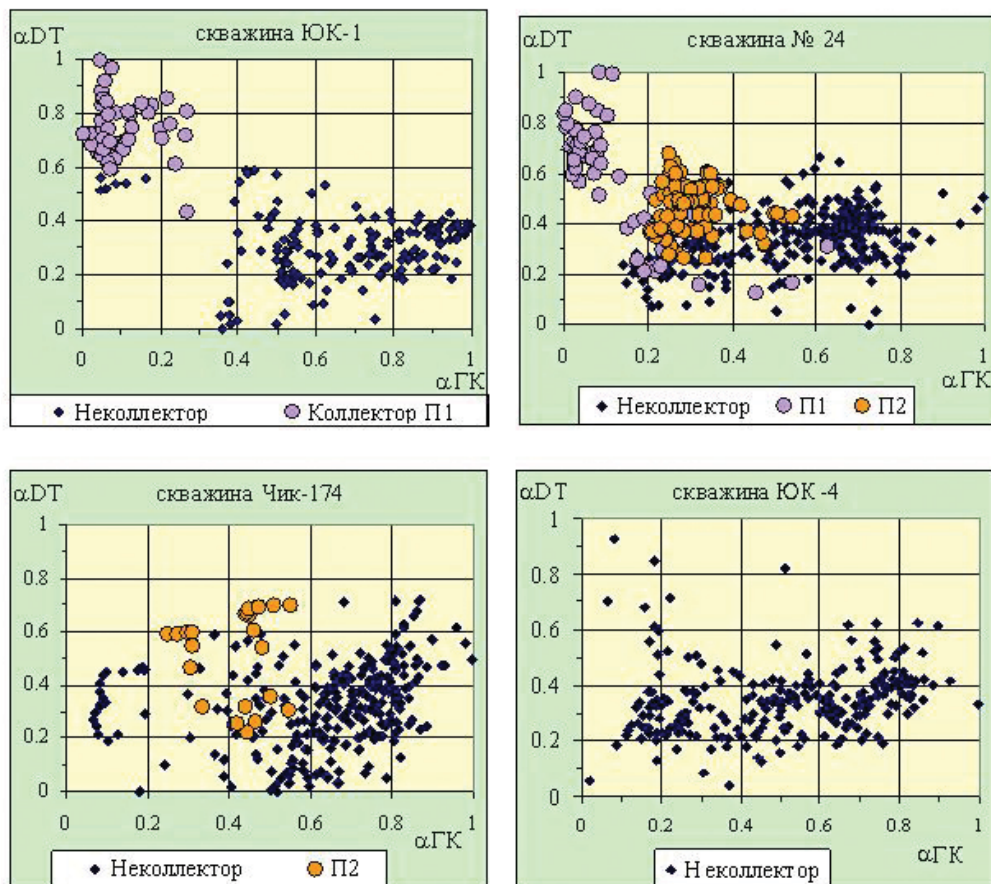 скважина ЮК-1
αDT
1
0.8
0.6
0.4
0.2
0
0 0.2 0.4 0.6 0.8 1
αГК
Неколлектор Коллектор П1
скважина № 24
αDT
1
0.8
0.6
0.4
0.2
0
0 0.2 0.4 0.6 0.8 1
αГК
Неколлектор П1 П2
αDT скважина Чик-174
1
0.8
0.6
0.4
0.2
0
0 0.2 0.4 0.6 0.8 1
αГК
Неколлектор П2
αDT скважина ЮК -4
1
0.8
0.6
0.4
0.2
0
0 0.2 0.4 0.6 0.8 1
αГК
Неколлектор